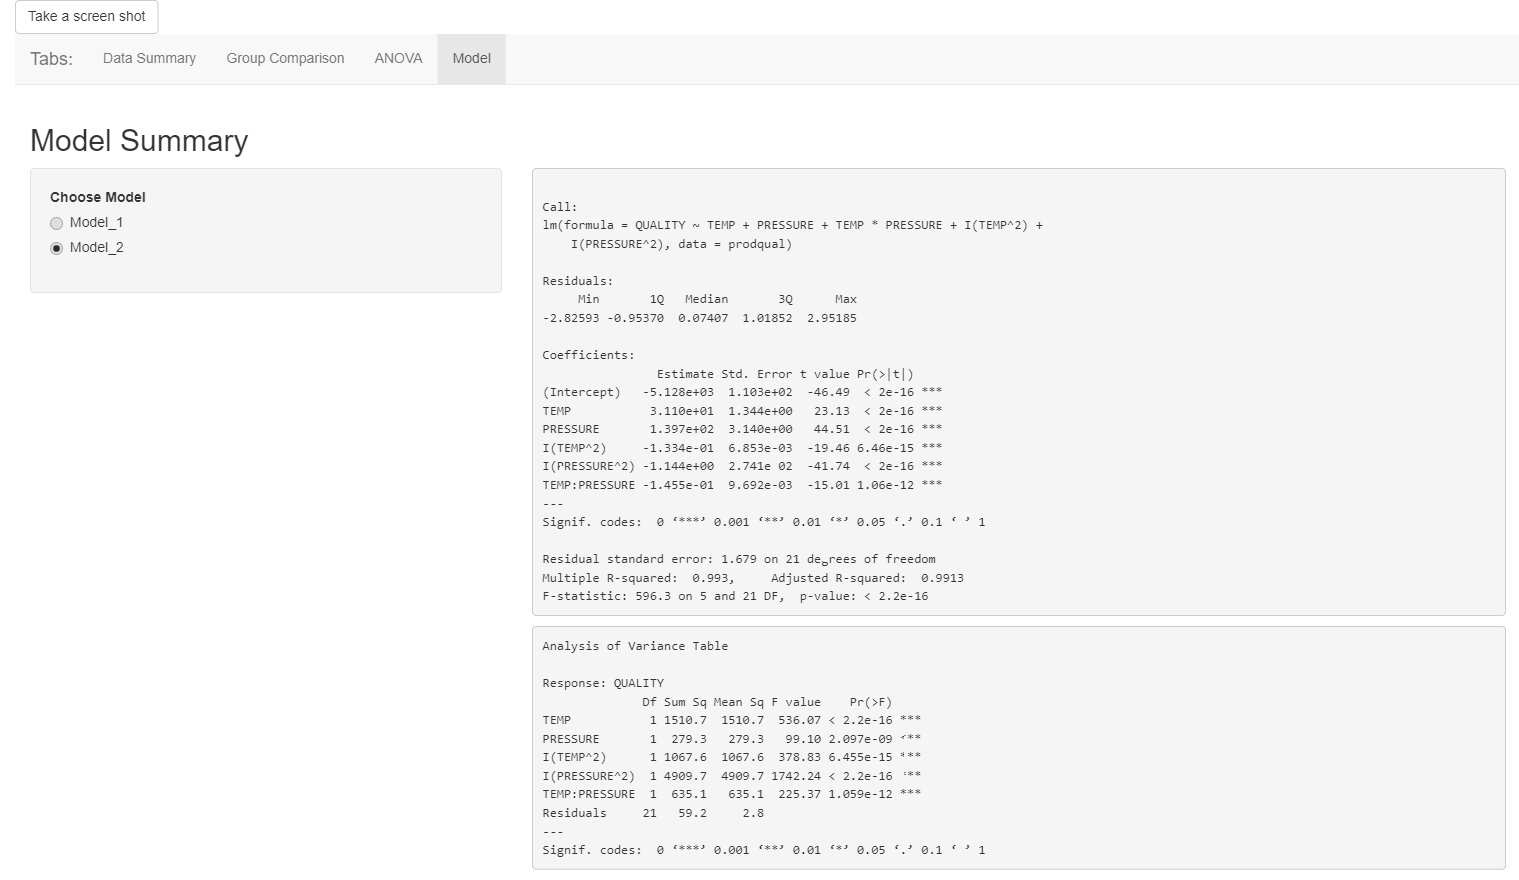 Take a screen shot
Tabs: Data Summary Group Comparison ANOVA Model
Model Summary
Choose Model
Model_1
Model_2
Call:
lm(formula = QUALITY ~ TEMP + PRESSURE + TEMP * PRESSURE + I(TEMP^2) +
    I(PRESSURE^2), data = prodqual)
Residuals:
     Min       1Q   Median       3Q      Max
-2.82593 -0.95370  0.07407  1.01852  2.95185
Coefficients:
                Estimate Std. Error t value Pr(>|t|)
(Intercept)   -5.128e+03  1.103e+02  -46.49  < 2e-16 ***
TEMP           3.110e+01  1.344e+00   23.13  < 2e-16 ***
PRESSURE       1.397e+02  3.140e+00   44.51  < 2e-16 ***
I(TEMP^2)     -1.334e-01  6.853e-03  -19.46 6.46e-15 ***
I(PRESSURE^2) -1.144e+00  2.741e 02  -41.74  < 2e-16 ***
TEMP:PRESSURE -1.455e-01  9.692e-03  -15.01 1.06e-12 ***
---
Signif. codes:  0 ‘***’ 0.001 ‘**’ 0.01 ‘*’ 0.05 ‘.’ 0.1 ‘ ’ 1
Residual standard error: 1.679 on 21 degrees of freedom
Multiple R-squared:  0.993,     Adjusted R-squared:  0.9913
F-statistic: 596.3 on 5 and 21 DF,  p-value: < 2.2e-16
Analysis of Variance Table
Response: QUALITY
              Df Sum Sq Mean Sq F value    Pr(>F)
TEMP           1 1510.7  1510.7  536.07 < 2.2e-16 ***
PRESSURE       1  279.3   279.3   99.10 2.097e-09 ***
I(TEMP^2)      1 1067.6  1067.6  378.83 6.455e-15 ***
I(PRESSURE^2)  1 4909.7  4909.7 1742.24 < 2.2e-16 ***
TEMP:PRESSURE  1  635.1   635.1  225.37 1.059e-12 ***
Residuals     21   59.2     2.8
---
Signif. codes:  0 ‘***’ 0.001 ‘**’ 0.01 ‘*’ 0.05 ‘.’ 0.1 ‘ ’ 1